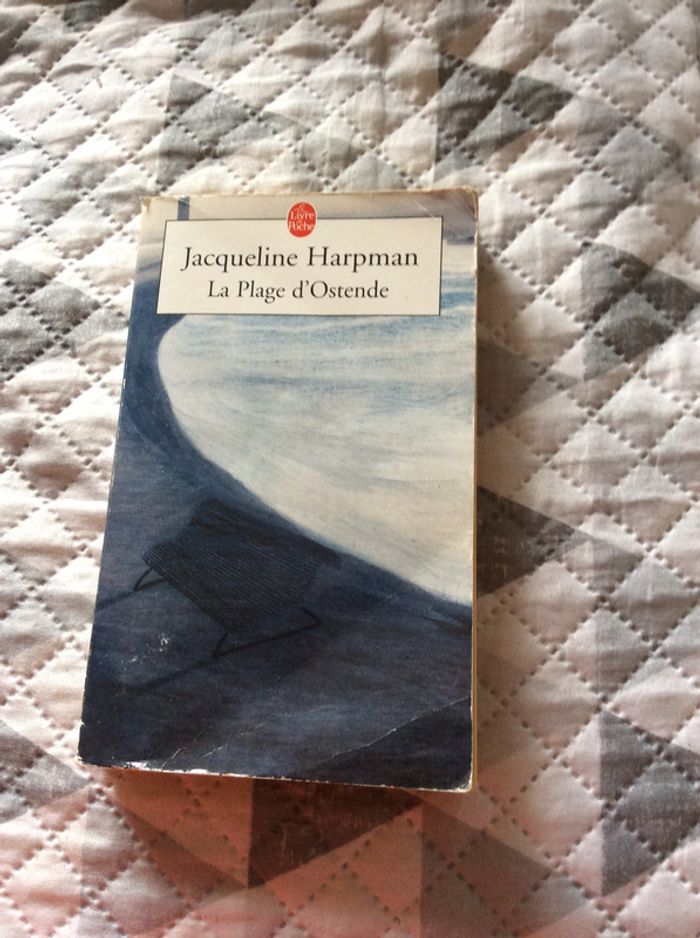 Le
Livre
de
Poche
Jacqueline Harpman
La Plage d'Ostende